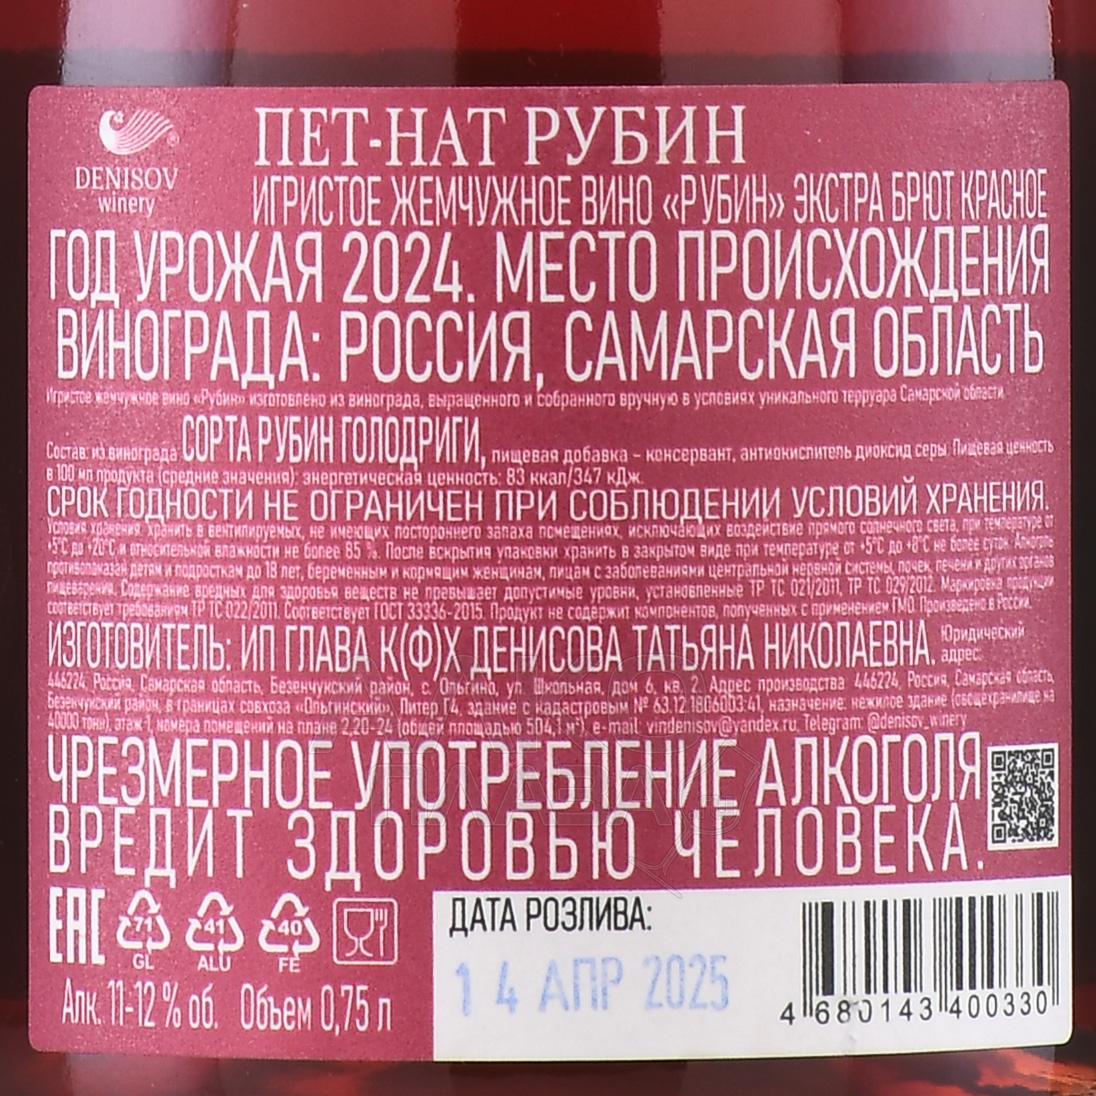 DENISOV
winery
ПЕТ-НАТ РУБИН
ИГРИСТОЕ ЖЕМЧУЖНОЕ ВИНО «РУБИН» ЭКСТРА БРЮТ КРАСНОЕ
ГОД УРОЖАЯ 2024. МЕСТО ПРОИСХОЖДЕНИЯ
ВИНОГРАДА: РОССИЯ, САМАРСКАЯ ОБЛАСТЬ
Игристое жемчужное вино «Рубин» изготовлено из винограда, выращенного и собранного вручную в условиях уникального терруара Самарской области.
Состав: из винограда СОРТА РУБИН ГОЛОДРИГИ, пищевая добавка – консервант, антиокислитель диоксид серы. Пищевая ценность
в 100 мл продукта (средние значения): энергетическая ценность: 83 ккал/347 кДж.
СРОК ГОДНОСТИ НЕ ОГРАНИЧЕН ПРИ СОБЛЮДЕНИИ УСЛОВИЙ ХРАНЕНИЯ.
Условия хранения: хранить в вентилируемых, не имеющих постороннего запаха помещениях, исключающих воздействие прямого солнечного света, при температуре от
+5°С до +20°С и относительной влажности не более 85 %. После вскрытия упаковки хранить в закрытом виде при температуре от +5°С до +8°С не более суток. Алкоголь
противопоказан детям и подросткам до 18 лет, беременным и кормящим женщинам, лицам с заболеваниями центральной нервной системы, почек, печени и других органов
пищеварения. Содержание вредных для здоровья веществ не превышает допустимые уровни, установленные ТР ТС 021/2011, ТР ТС 029/2012. Маркировка продукции
соответствует требованиям ТР ТС 022/2011. Соответствует ГОСТ 33336-2015. Продукт не содержит компонентов, полученных с применением ГМО. Произведено в России.
ИЗГОТОВИТЕЛЬ: ИП ГЛАВА К(Ф)Х ДЕНИСОВА ТАТЬЯНА НИКОЛАЕВНА. Юридический
адрес:
446224, Россия, Самарская область, Безенчукский район, с. Ольгино, ул. Школьная, дом 6, кв. 2. Адрес производства: 446224, Россия, Самарская область,
Безенчукский район, в границах совхоза «Ольгинский», Литер Г4, здание с кадастровым № 63:12:1806003:41, назначение: нежилое здание (овощехранилище на
40000 тонн), этаж 1, номера помещений на плане 2,20-24 (общей площадью 504,1 м²), e-mail: vindenisov@yandex.ru, Telegram: @denisov_winery
ЧРЕЗМЕРНОЕ УПОТРЕБЛЕНИЕ АЛКОГОЛЯ
ВРЕДИТ ЗДОРОВЬЮ ЧЕЛОВЕКА.
ЕАС 71 GL 41 ALU 40 FE
Алк. 11-12 % об. Объем 0,75 л
ДАТА РОЗЛИВА:
14 АПР 2025
4 680143 400330